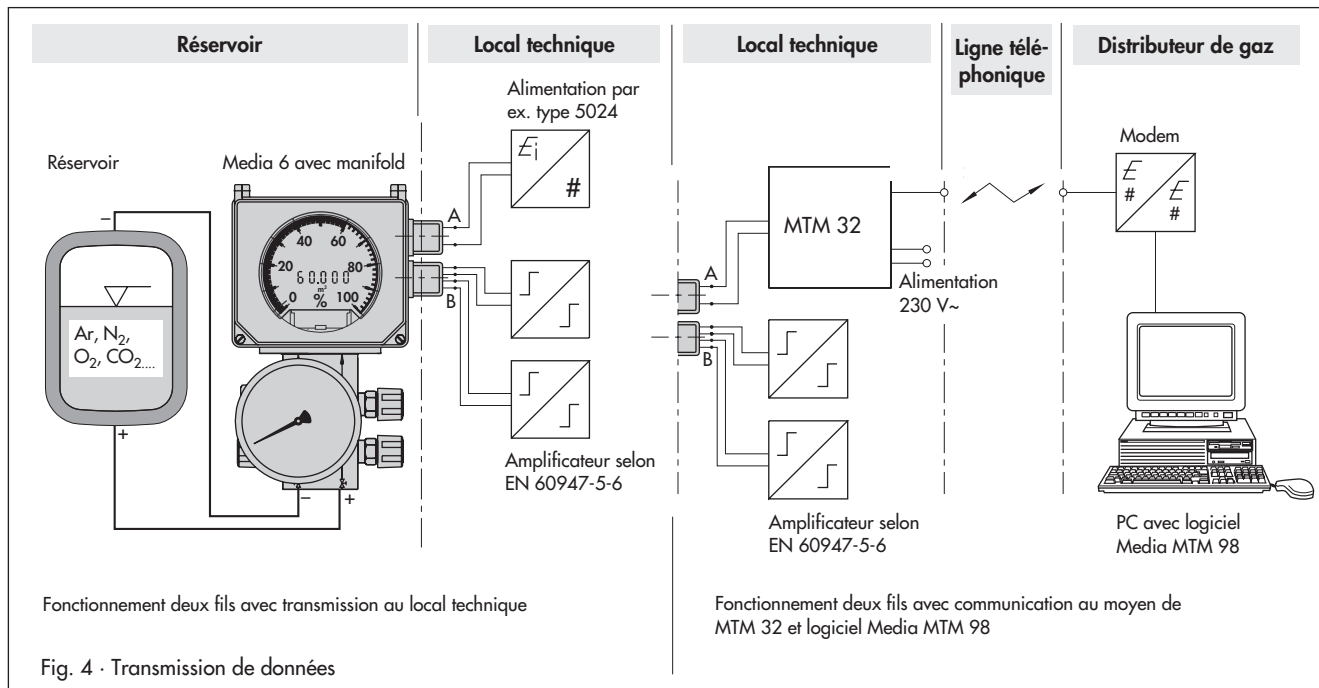 Réservoir
Local technique
Local technique
Ligne télé-
phonique
Distributeur de gaz
Alimentation par
ex. type 5024
Réservoir
Media 6 avec manifold
Ei
#
A
B
–
40 60
20 80
60.000
m³
0 % 100
Ar, N₂,
O₂, CO₂....
+
– +
Amplificateur selon
EN 60947-5-6
Fonctionnement deux fils avec transmission au local technique
MTM 32
A
B
Alimentation
230 V~
Modem
E
#
E
#
Amplificateur selon
EN 60947-5-6
PC avec logiciel
Media MTM 98
Fonctionnement deux fils avec communication au moyen de
MTM 32 et logiciel Media MTM 98
Fig. 4 · Transmission de données